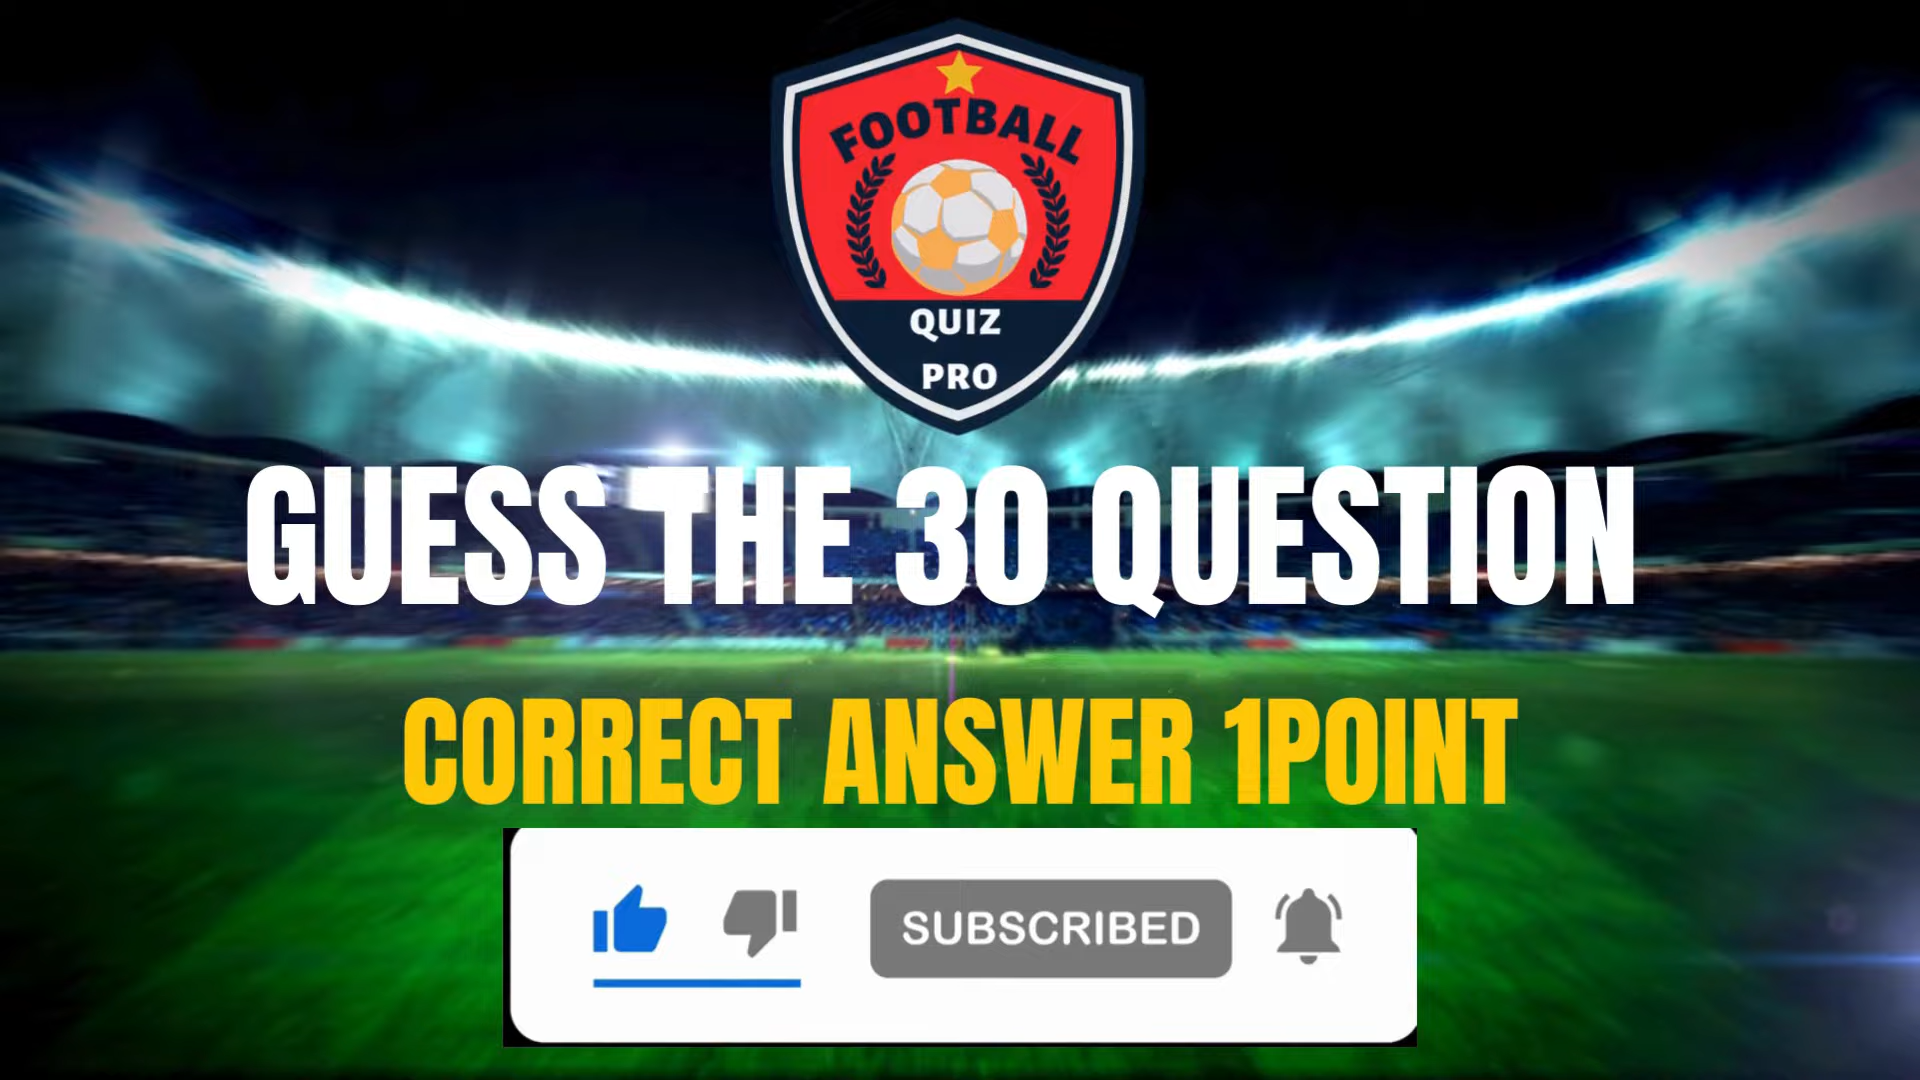 FOOTBALL
QUIZ
PRO
GUESS THE 30 QUESTION
CORRECT ANSWER 1POINT
SUBSCRIBED